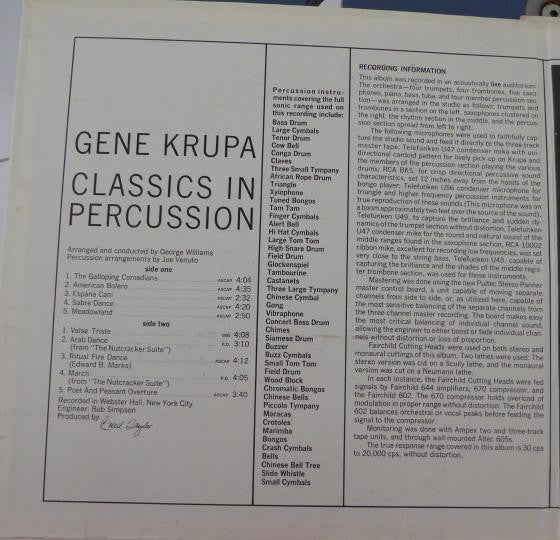 GENE KRUPA
CLASSICS IN
PERCUSSION
Arranged and conducted by George Williams
Percussion arrangements by Joe Venuto
side one
1. The Galloping Comedians ASCAP 4:04
2. American Bolero ASCAP 4:35
3. Espana Cani ASCAP 2:32
4. Sabre Dance ASCAP 4:20
5. Meadowland ASCAP 2:50
side two
1. Valse Triste BMI 4:08
2. Arab Dance P.D. 3:10
(from "The Nutcracker Suite")
3. Ritual Fire Dance ASCAP 4:12
(Edward B. Marks)
4. March P.D. 4:05
(from "The Nutcracker Suite")
5. Poet And Peasant Overture ASCAP 3:40
Recorded in Webster Hall, New York City
Engineer: Bob Simpson
Produced by
Percussion instru-
ments covering the full
sonic range used on
this recording include:
Bass Drum
Large Cymbals
Tenor Drum
Cow Bell
Conga Drum
Claves
Three Small Tympany
African Rope Drum
Triangle
Xylophone
Tuned Bongos
Tam Tam
Finger Cymbals
Alert Bell
Hi Hat Cymbals
Large Tom Tom
High Snare Drum
Field Drum
Glockenspiel
Tambourine
Castanets
Three Large Tympany
Chinese Cymbal
Gong
Vibraphone
Concert Bass Drum
Chimes
Siamese Drum
Buzzer
Buzz Cymbals
Small Tom Tom
Field Drum
Wood Block
Chromatic Bongos
Chinese Bells
Piccolo Tympany
Maracas
Crotoles
Marimba
Bongos
Crash Cymbals
Bells
Chinese Bell Tree
Slide Whistle
Small Cymbals
RECORDING INFORMATION
This album was recorded in an acoustically live auditorium.
The orchestra—four trumpets, four trombones, five saxo-
phones, piano, bass, tuba, and four member percussion sec-
tion—was arranged in the studio as follows: trumpets and
trombones in a section on the left, saxophones clustered on
the right, the rhythm section in the middle, and the percus-
sion section spread from left to right.
The following microphones were used to faithfully cap-
ture the studio sound and feed it directly to the three track
master tape: Telefunken U47 condenser mike with uni-
directional cardoid pattern for lively pick-up on Krupa and
the members of the percussion section playing the various
drums; RCA BK5, for crisp directional percussive sound
characteristics, set 12 inches away from the hands of the
bongo player; Telefunken U56 condenser microphone for
triangle and higher frequency percussion instruments for
true reproduction of these sounds (This microphone was on
a boom approximately two feet over the source of the sound),
Telefunken U49, to capture the brilliance and sudden dy-
namics of the trumpet section without distortion, Telefunken
U47 condenser mike for the round and natural sound of the
middle ranges found in the saxophone section, RCA 10002
ribbon mike, excellent for recording low frequencies, was set
very close to the string bass, Telefunken U48, capable of
capturing the brilliance and the shades of the middle regis-
ter trombone section, was used for those instruments.
Mastering was done using the new Pultec Stereo Panner
master control board, a unit capable of moving separate
channels from side to side, or, as utilized here, capable of
the most sensitive balancing of the separate channels from
the three channel master recording. The board makes easy
the most critical balancing of individual channel sound,
allowing the engineer to either boost or fade individual chan-
nels without distortion or loss of proportion.
Fairchild Cutting Heads were used on both stereo and
monaural cuttings of this album. Two lathes were used: The
stereo version was cut on a Scully lathe, and the monaural
version was cut on a Neumann lathe.
In each instance, the Fairchild Cutting Heads were fed
signals by Fairchild 644 amplifiers; 670 compressor, and
the Fairchild 602. The 670 compressor holds overload of
modulation in proper range without distortion. The Fairchild
602 balances orchestral or vocal peaks before feeding the
signal to the compressor.
Monitoring was done with Ampex two and three-track
tape units, and through wall-mounted Altec 605s.
The true response range covered in this album is 30 cps
to 20,000 cps, without distortion.